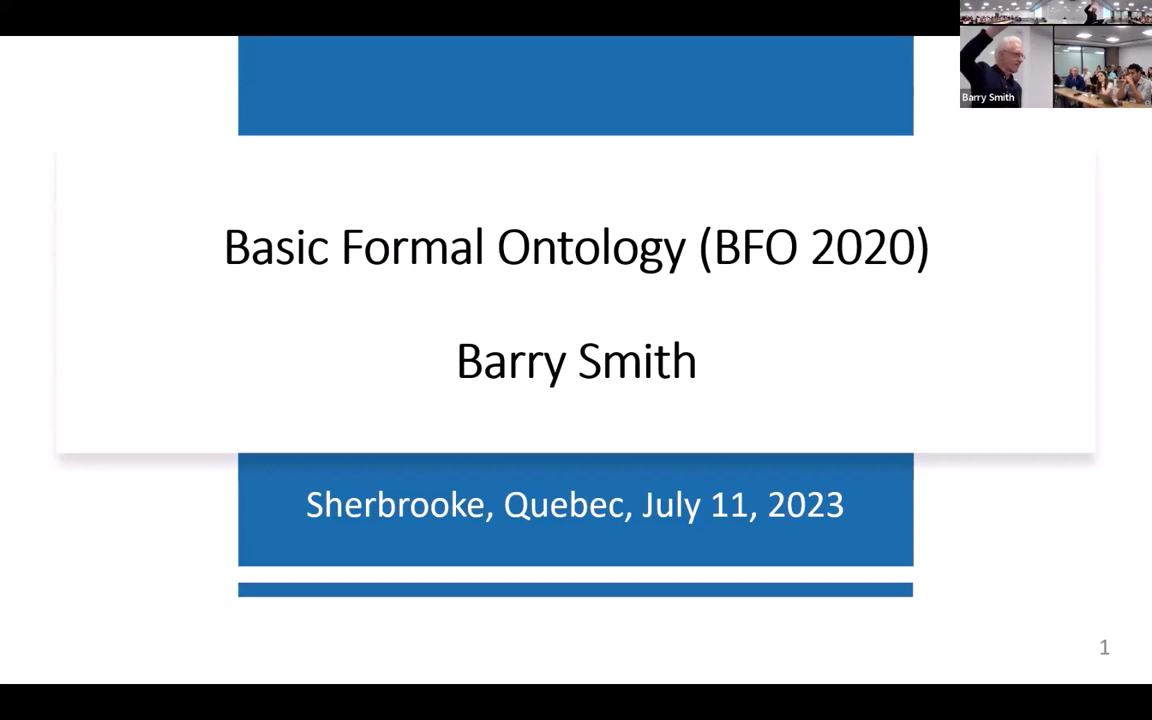 Barry Smith
Basic Formal Ontology (BFO 2020)
Barry Smith
Sherbrooke, Quebec, July 11, 2023
1